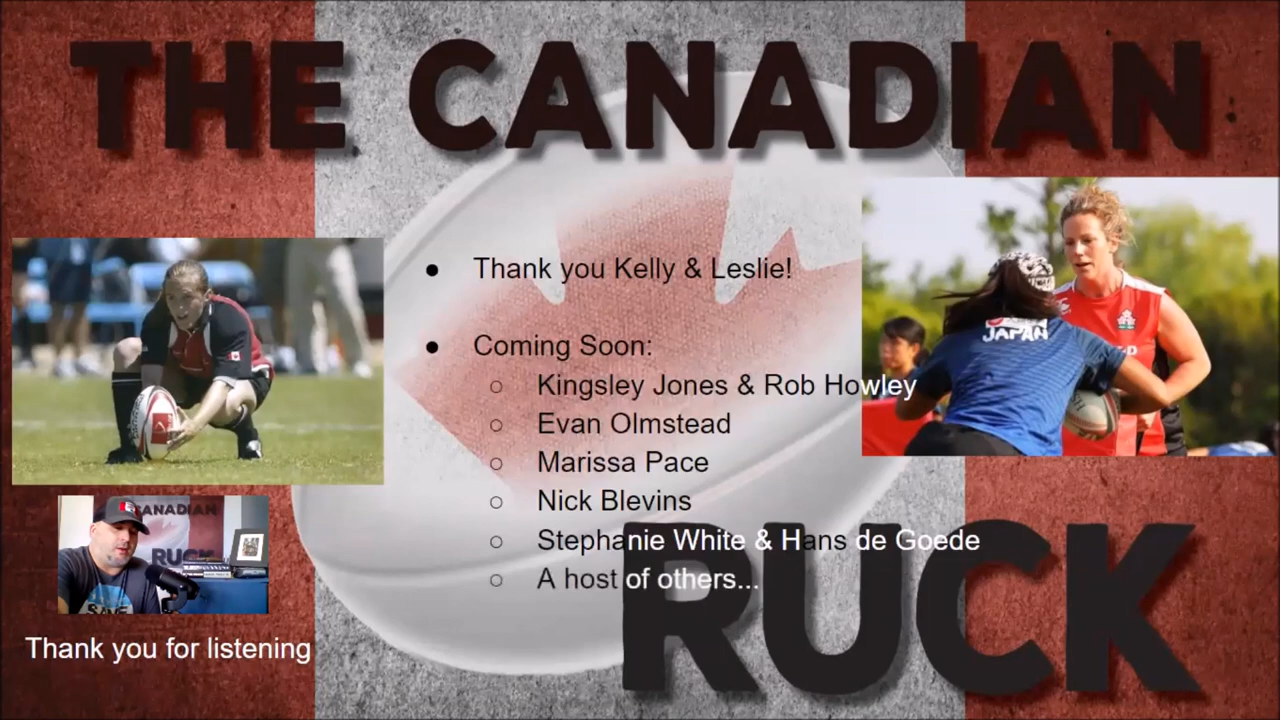 THE CANADIAN
Thank you Kelly & Leslie!
Coming Soon:
Kingsley Jones & Rob Howley
Evan Olmstead
Marissa Pace
Nick Blevins
Stephanie White & Hans de Goede
A host of others...
RUCK
JAPAN
CANADIAN
RUCK
Thank you for listening